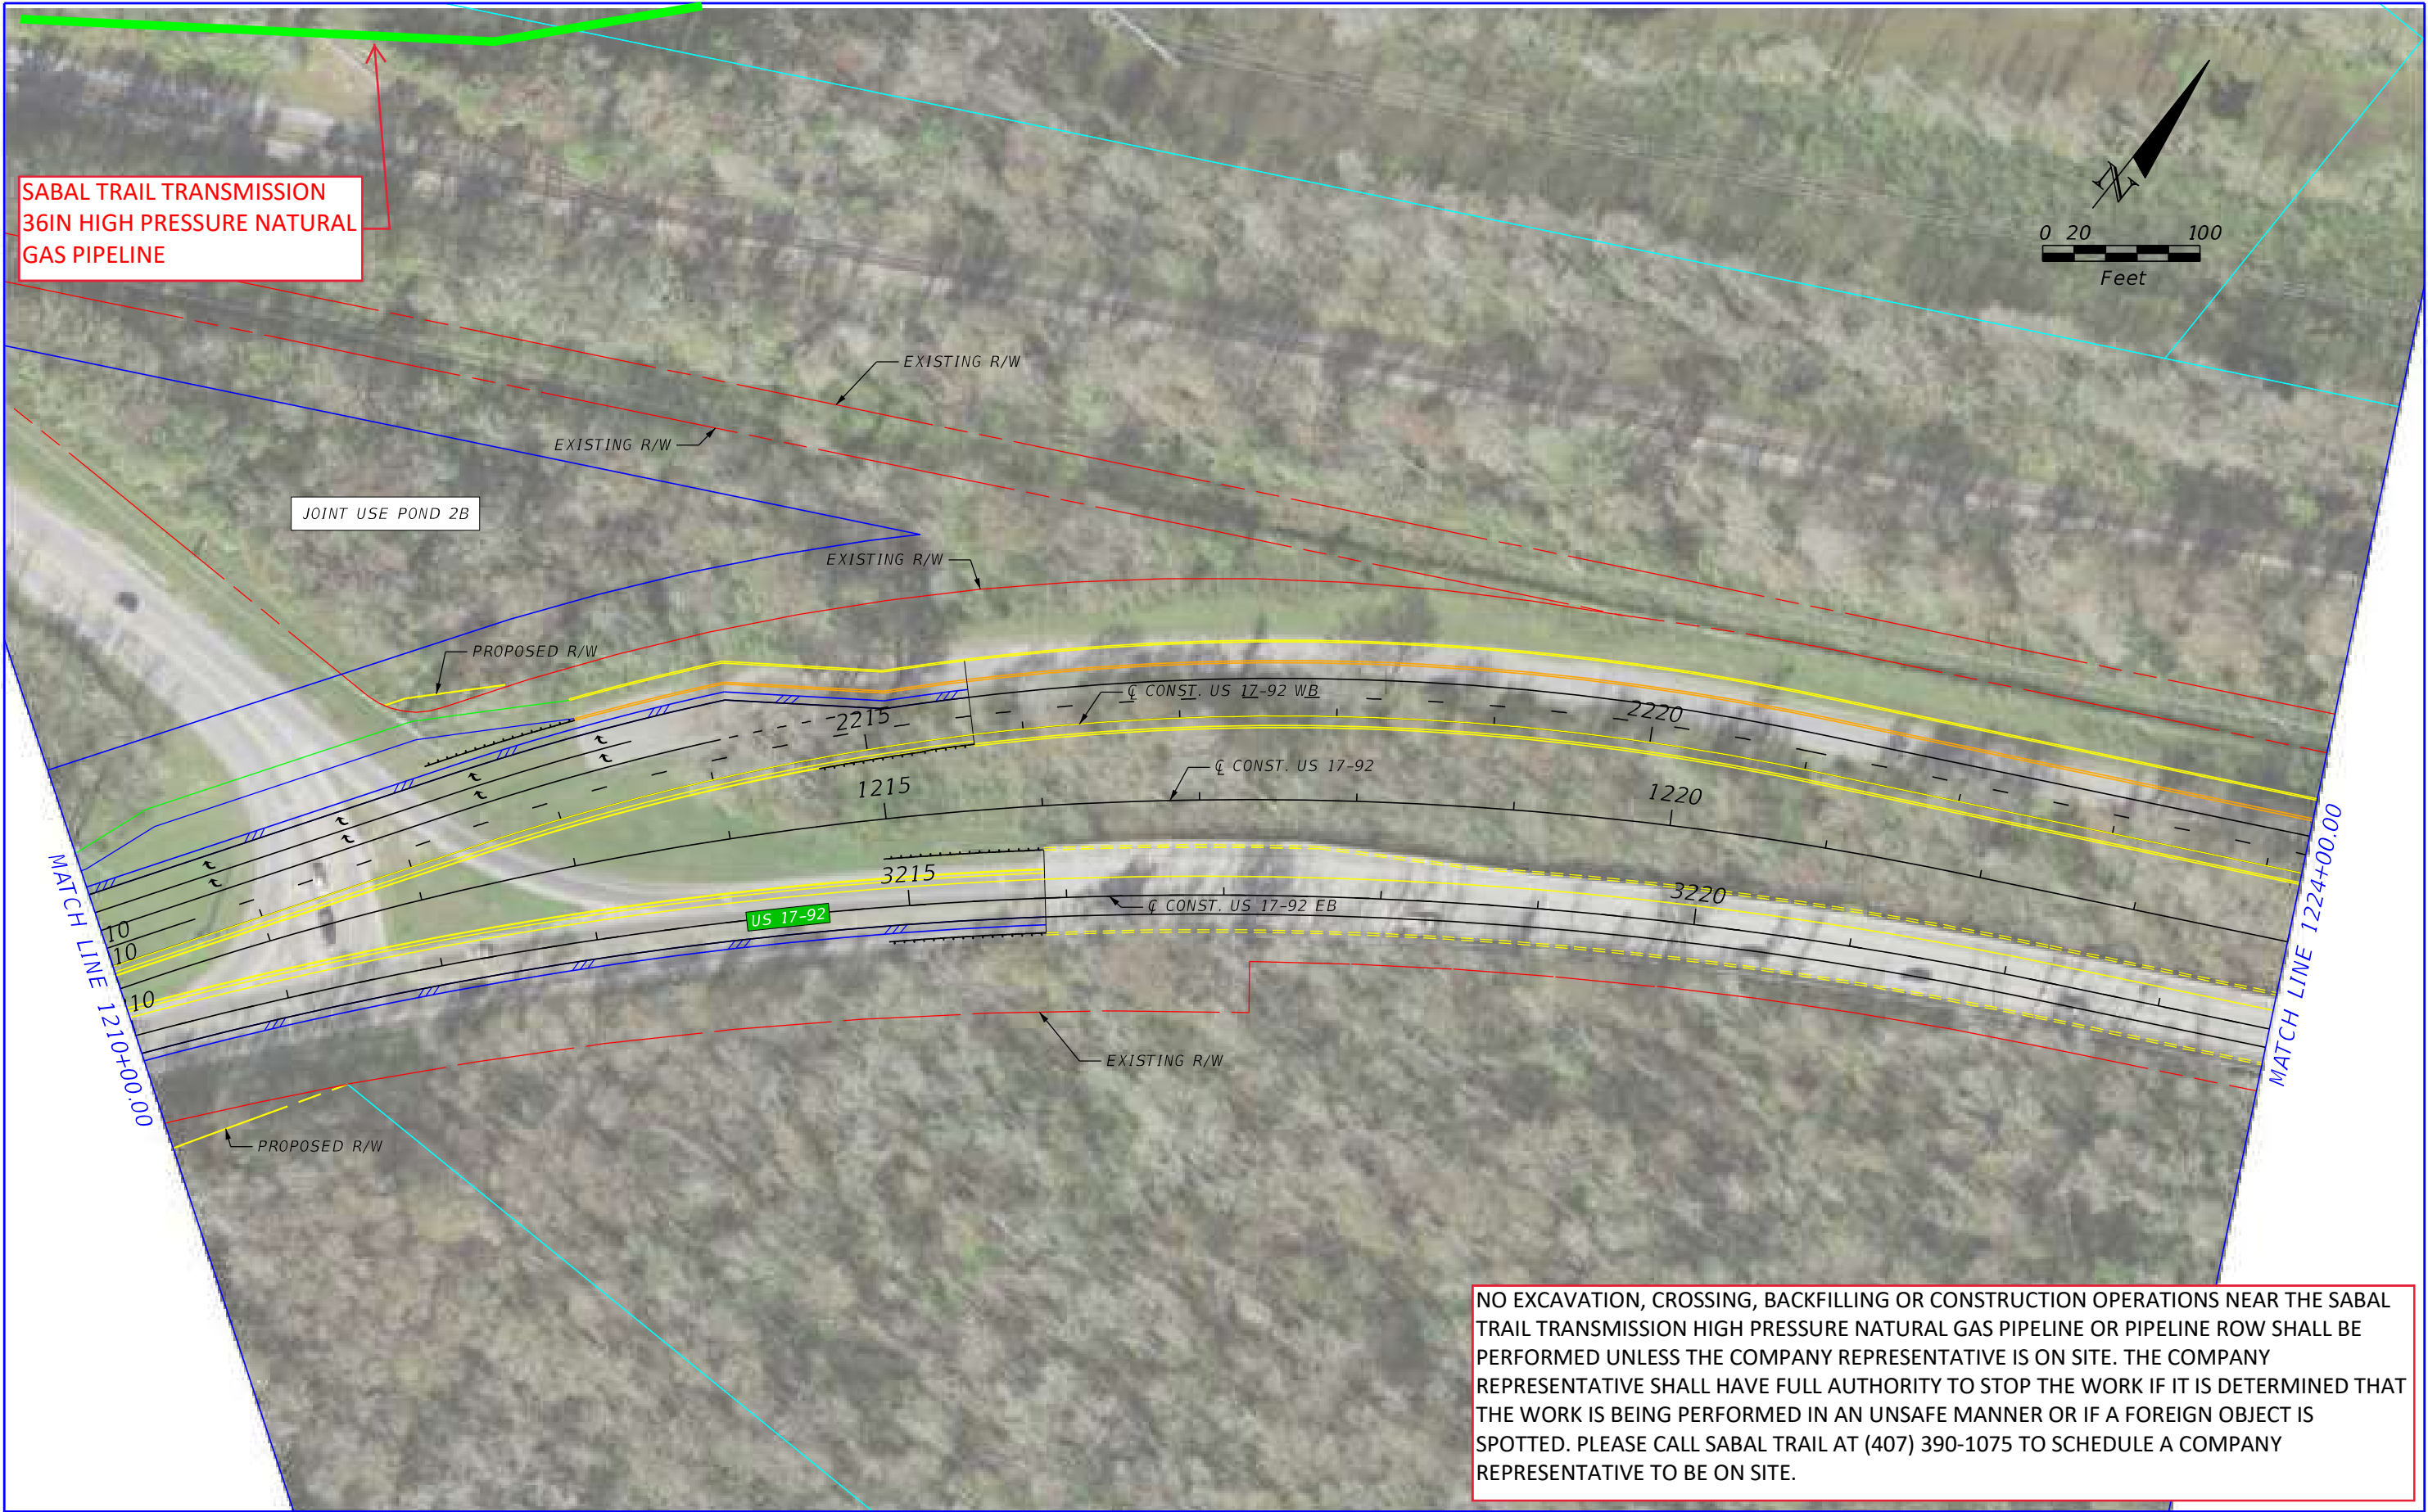 SABAL TRAIL TRANSMISSION
36IN HIGH PRESSURE NATURAL
GAS PIPELINE
N
0 20 100
Feet
EXISTING R/W
EXISTING R/W
JOINT USE POND 2B
EXISTING R/W
PROPOSED R/W
℄ CONST. US 17-92 WB
2215
2220
℄ CONST. US 17-92
1215
1220
3215
3220
US 17-92
℄ CONST. US 17-92 EB
10
10
10
MATCH LINE 1210+00.00
MATCH LINE 1224+00.00
EXISTING R/W
PROPOSED R/W
NO EXCAVATION, CROSSING, BACKFILLING OR CONSTRUCTION OPERATIONS NEAR THE SABAL
TRAIL TRANSMISSION HIGH PRESSURE NATURAL GAS PIPELINE OR PIPELINE ROW SHALL BE
PERFORMED UNLESS THE COMPANY REPRESENTATIVE IS ON SITE. THE COMPANY
REPRESENTATIVE SHALL HAVE FULL AUTHORITY TO STOP THE WORK IF IT IS DETERMINED THAT
THE WORK IS BEING PERFORMED IN AN UNSAFE MANNER OR IF A FOREIGN OBJECT IS
SPOTTED. PLEASE CALL SABAL TRAIL AT (407) 390-1075 TO SCHEDULE A COMPANY
REPRESENTATIVE TO BE ON SITE.